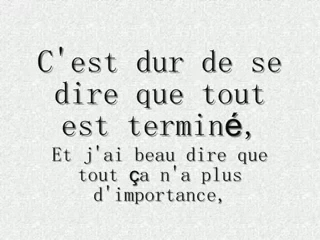 C'est dur de se
dire que tout
est terminé,
Et j'ai beau dire que
tout ça n'a plus
d'importance,